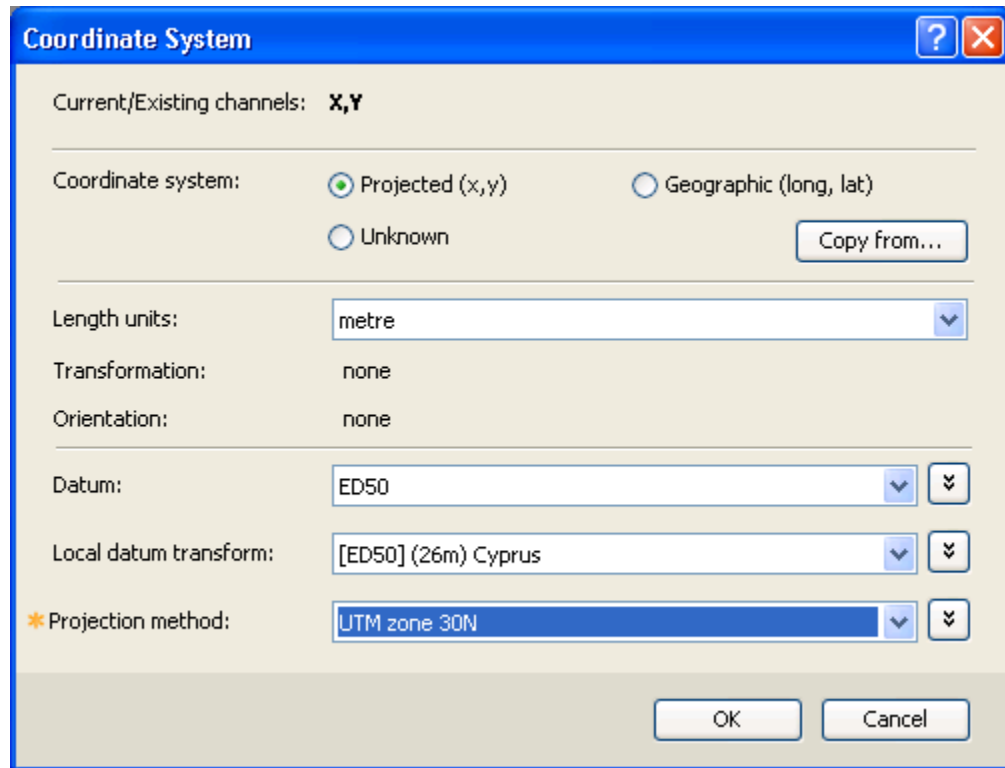 Coordinate System
?
Current/Existing channels: X,Y
Coordinate system: Projected (x,y) Geographic (long, lat)
Unknown Copy from...
Length units: metre
Transformation: none
Orientation: none
Datum: ED50
Local datum transform: [ED50] (26m) Cyprus
* Projection method: UTM zone 30N
OK Cancel